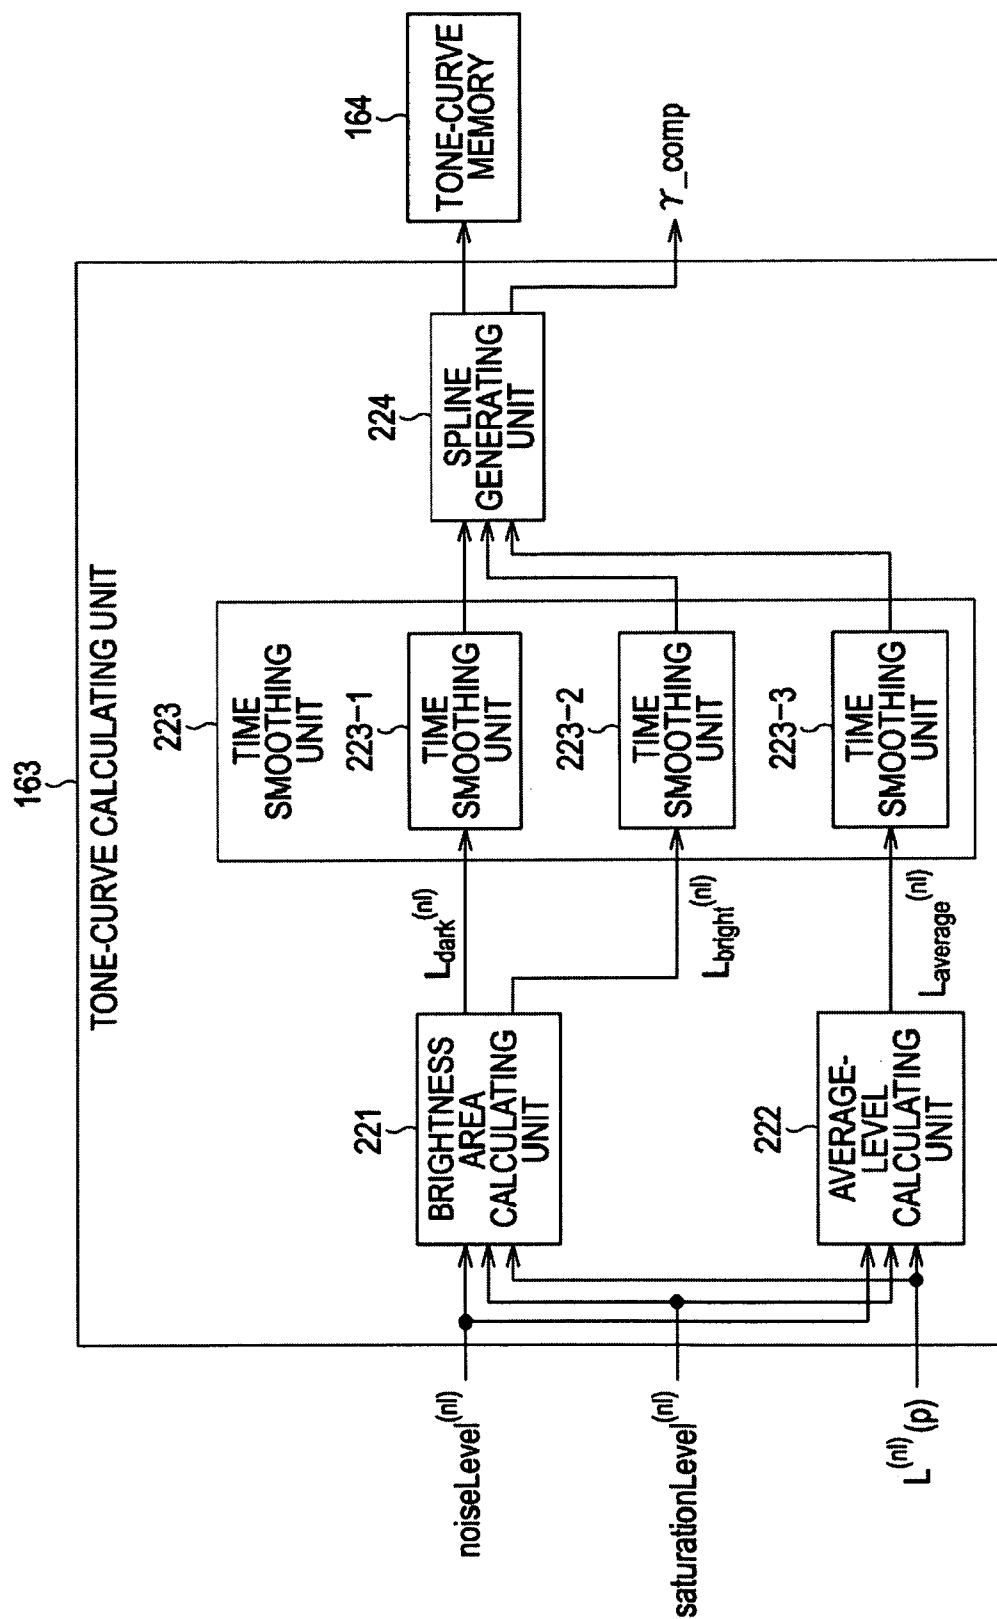 163
TONE-CURVE CALCULATING UNIT
noiseLevel(nl)
saturationLevel(nl)
L(nl)(p)
221
BRIGHTNESS
AREA
CALCULATING
UNIT
222
AVERAGE-
LEVEL
CALCULATING
UNIT
Ldark(nl)
Lbright(nl)
Laverage(nl)
223
TIME
SMOOTHING
UNIT
223-1
TIME
SMOOTHING
UNIT
223-2
TIME
SMOOTHING
UNIT
223-3
TIME
SMOOTHING
UNIT
224
SPLINE
GENERATING
UNIT
164
TONE-CURVE
MEMORY
γ_comp